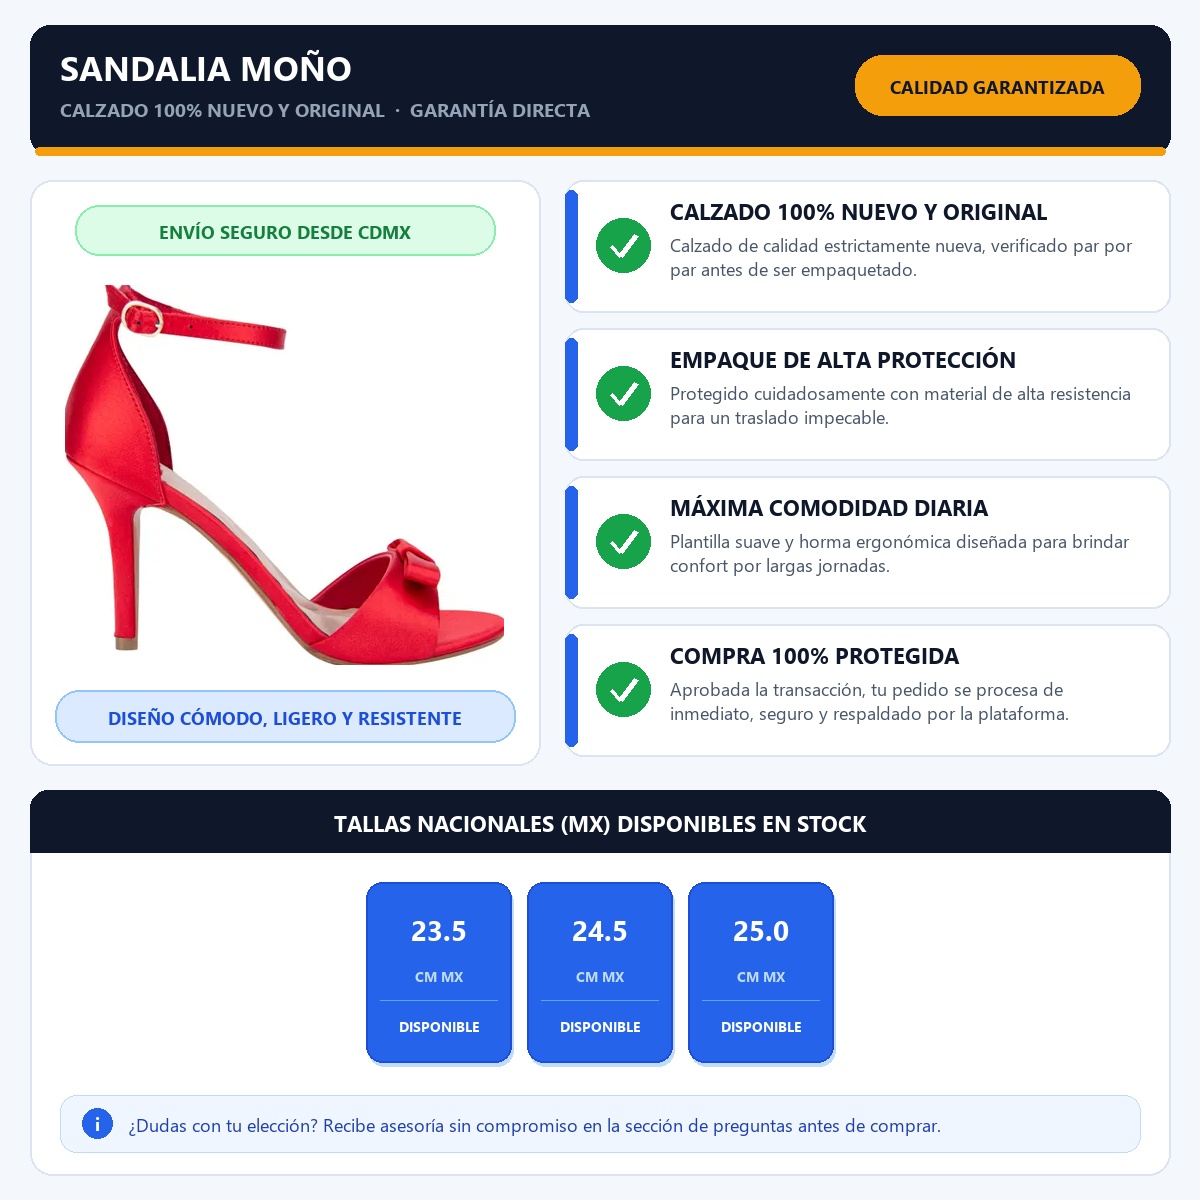 SANDALIA MOÑO
CALZADO 100% NUEVO Y ORIGINAL · GARANTÍA DIRECTA
CALIDAD GARANTIZADA
ENVÍO SEGURO DESDE CDMX
DISEÑO CÓMODO, LIGERO Y RESISTENTE
CALZADO 100% NUEVO Y ORIGINAL
Calzado de calidad estrictamente nueva, verificado par por
par antes de ser empaquetado.
EMPAQUE DE ALTA PROTECCIÓN
Protegido cuidadosamente con material de alta resistencia
para un traslado impecable.
MÁXIMA COMODIDAD DIARIA
Plantilla suave y horma ergonómica diseñada para brindar
confort por largas jornadas.
COMPRA 100% PROTEGIDA
Aprobada la transacción, tu pedido se procesa de
inmediato, seguro y respaldado por la plataforma.
TALLAS NACIONALES (MX) DISPONIBLES EN STOCK
23.5
CM MX
DISPONIBLE
24.5
CM MX
DISPONIBLE
25.0
CM MX
DISPONIBLE
¿Dudas con tu elección? Recibe asesoría sin compromiso en la sección de preguntas antes de comprar.